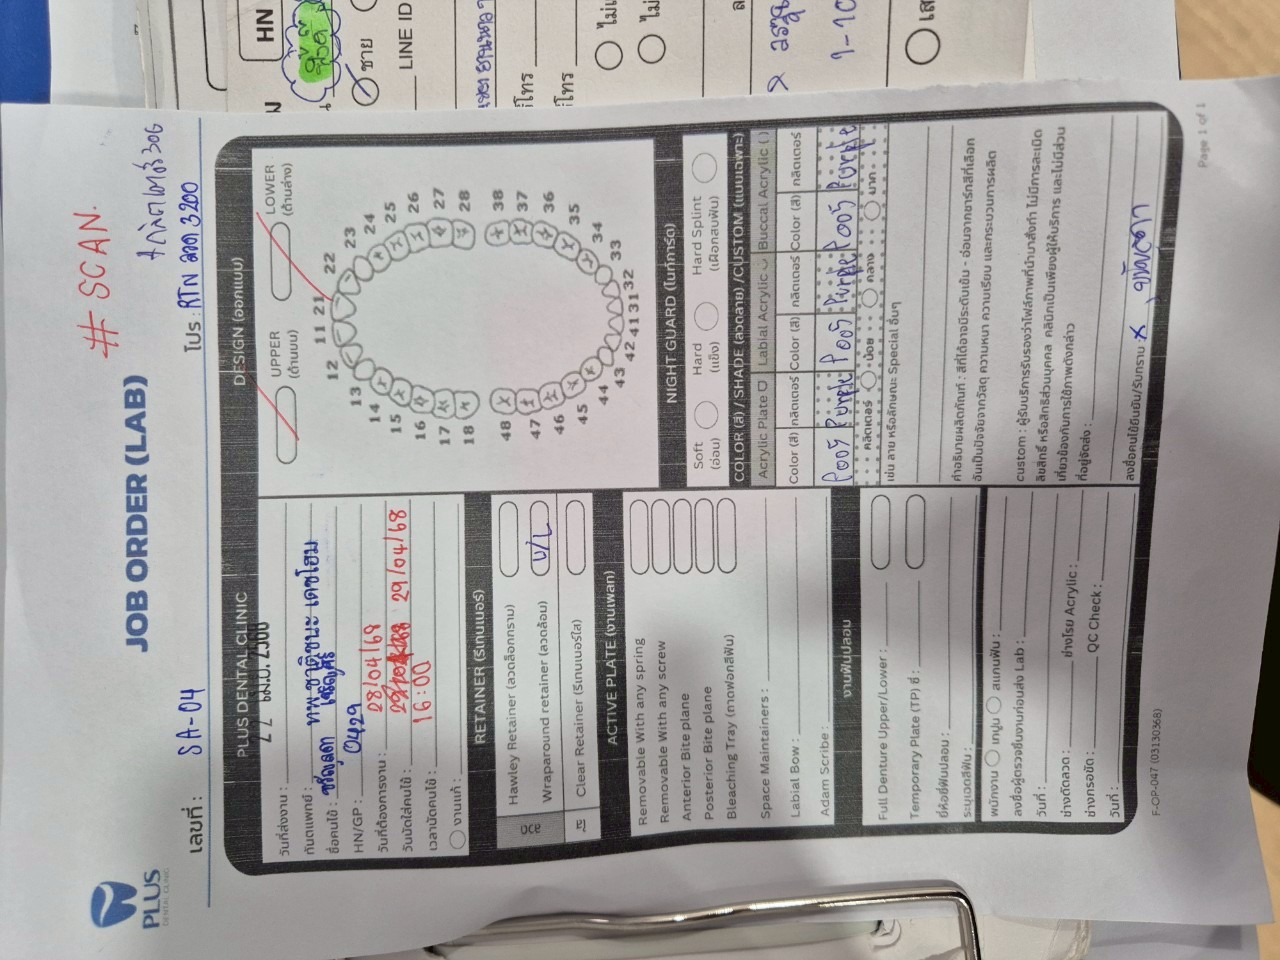 HN
ชาย
LINE ID
PLUS
DENTAL CLINIC
JOB ORDER (LAB)
# SCAN.
เลขที่ : SA-04
โปร : RTN ลวด 3200
PLUS DENTAL CLINIC
วันที่ส่งงาน :
ทันตแพทย์ :
ชื่อคนไข้ :
HN/GP : 0429
วันที่ต้องการงาน : 28/04/68
วันนัดใส่คนไข้ : 29/04/68
เวลานัดคนไข้ : 16:00
งานแก้ :
RETAINER (รีเทนเนอร์)
ลวด
Hawley Retainer (ลวดล็อกกราม)
Wraparound retainer (ลวดล้อม) U/L
ใส
Clear Retainer (รีเทนเนอร์ใส)
ACTIVE PLATE (งานเพลท)
Removable With any spring
Removable With any screw
Anterior Bite plane
Posterior Bite plane
Bleaching Tray (ถาดฟอกสีฟัน)
Space Maintainers :
Labial Bow :
Adam Scribe :
งานฟันปลอม
Full Denture Upper/Lower :
Temporary Plate (TP) ซี่ :
ยี่ห้อซี่ฟันปลอม :
ระบุเฉดสีฟัน :
พนักงาน เทปูน สแกนฟัน :
ลงชื่อผู้ตรวจชิ้นงานก่อนส่ง Lab :
วันที่ :
ช่างดัดลวด : ช่างโรย Acrylic :
ช่างกรอขัด : QC Check :
วันที่ :
DESIGN (ออกแบบ)
UPPER (ด้านบน)
LOWER (ด้านล่าง)
13 12 11 21 22 23
14 24
15 25
16 26
17 27
18 28
48 38
47 37
46 36
45 35
44 34
43 42 41 31 32 33
NIGHT GUARD (ไนท์การ์ด)
Soft (อ่อน)
Hard (แข็ง)
Hard Splint (เฝือกสบฟัน)
COLOR (สี) / SHADE (ลวดลาย) /CUSTOM (แบบเฉพาะ)
Acrylic Plate Labial Acrylic Buccal Acrylic ( )
Color (สี) กลิตเตอร์ Color (สี) กลิตเตอร์ Color (สี) กลิตเตอร์
P005 Purple P005 Purple P005 Purple
กลิตเตอร์ น้อย กลาง มาก
เช่น ลาย หรือลักษณะ Special อื่นๆ
คำอธิบายผลิตภัณฑ์ : สีที่ได้อาจมีระดับเข้ม - อ่อนจากชาร์ทสีที่เลือก
อันเป็นปัจจัยจากวัสดุ ความหนา ความเรียบ และกระบวนการผลิต
custom : ผู้รับบริการรับรองว่าไฟล์ภาพที่นำมาสั่งทำ ไม่มีการละเมิด
ลิขสิทธิ์ หรือสิทธิส่วนบุคคล คลินิกเป็นเพียงผู้ให้บริการ และไม่มีส่วน
เกี่ยวข้องกับการใช้ภาพดังกล่าว
ที่อยู่จัดส่ง :
ลงชื่อคนไข้ยืนยัน/รับทราบ
F-OP-047 (03130368)
Page 1 of 1